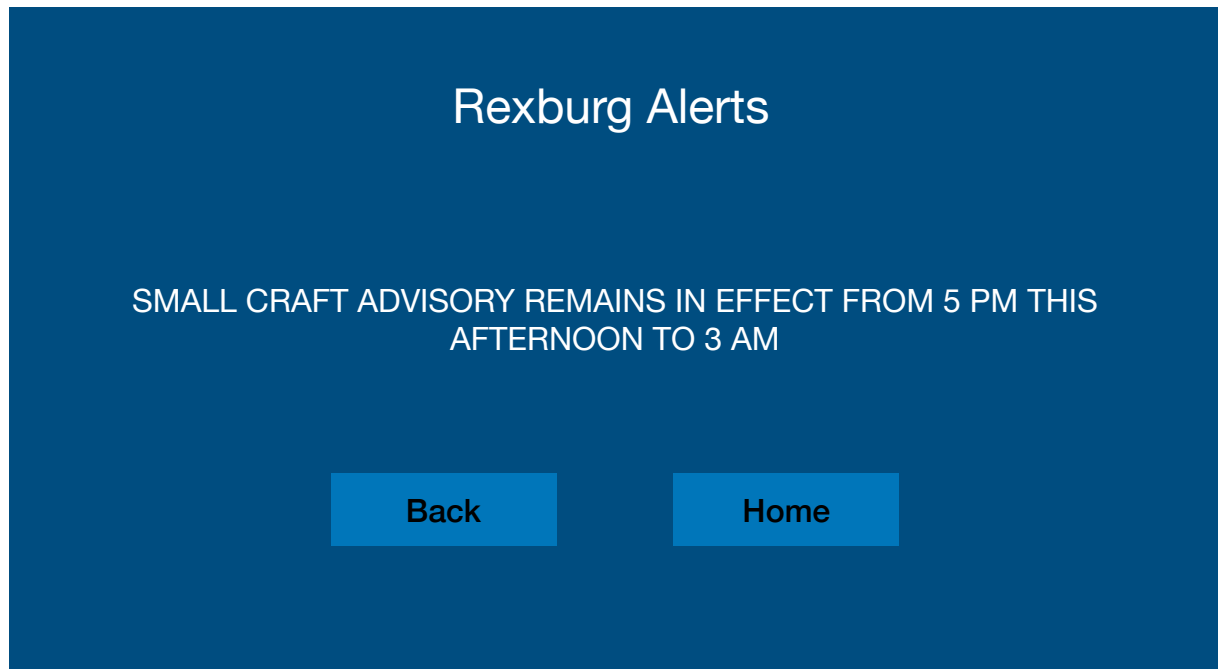 Rexburg Alerts
SMALL CRAFT ADVISORY REMAINS IN EFFECT FROM 5 PM THIS
AFTERNOON TO 3 AM
Back
Home